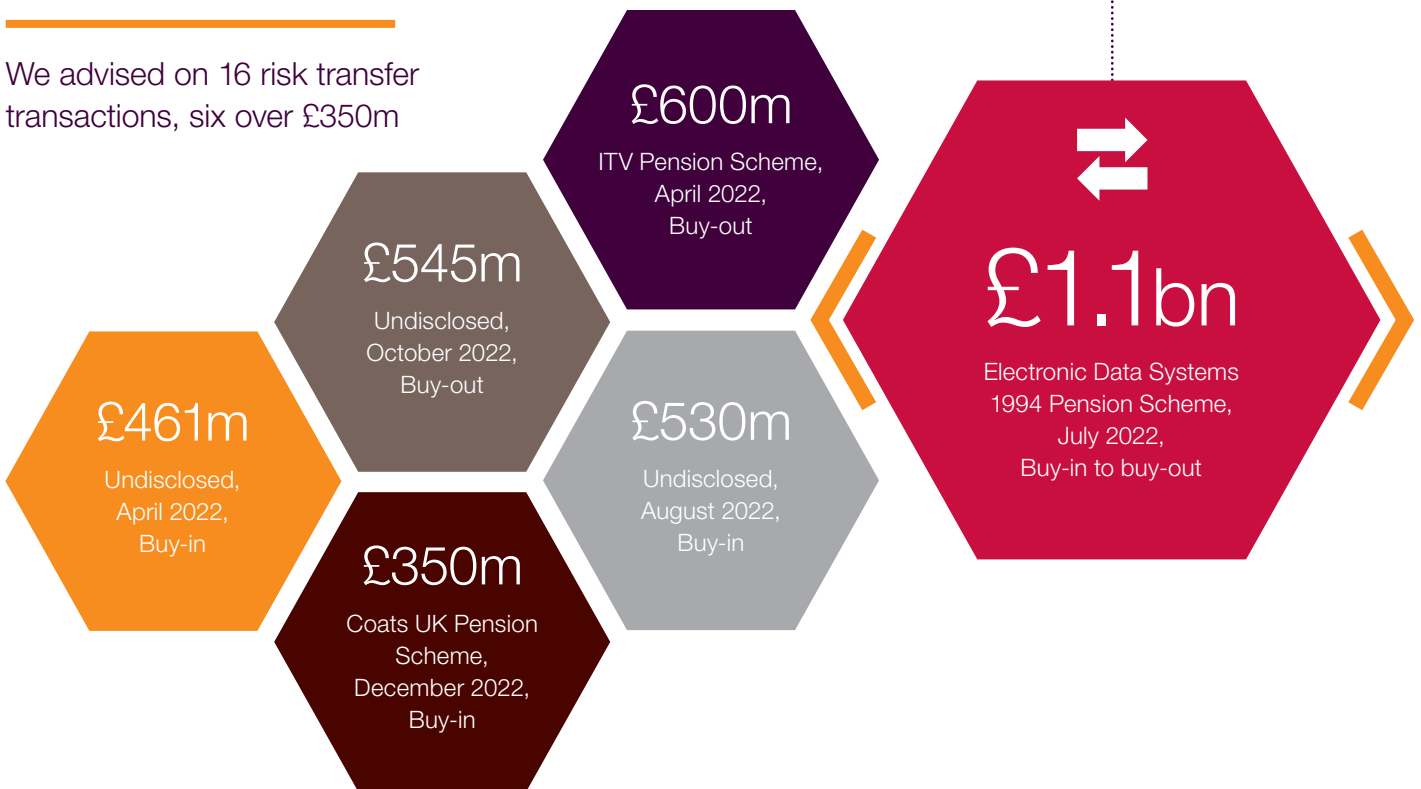 We advised on 16 risk transfer
transactions, six over £350m
£600m
ITV Pension Scheme,
April 2022,
Buy-out
£545m
Undisclosed,
October 2022,
Buy-out
£1.1bn
Electronic Data Systems
1994 Pension Scheme,
July 2022,
Buy-in to buy-out
£461m
Undisclosed,
April 2022,
Buy-in
£530m
Undisclosed,
August 2022,
Buy-in
£350m
Coats UK Pension
Scheme,
December 2022,
Buy-in